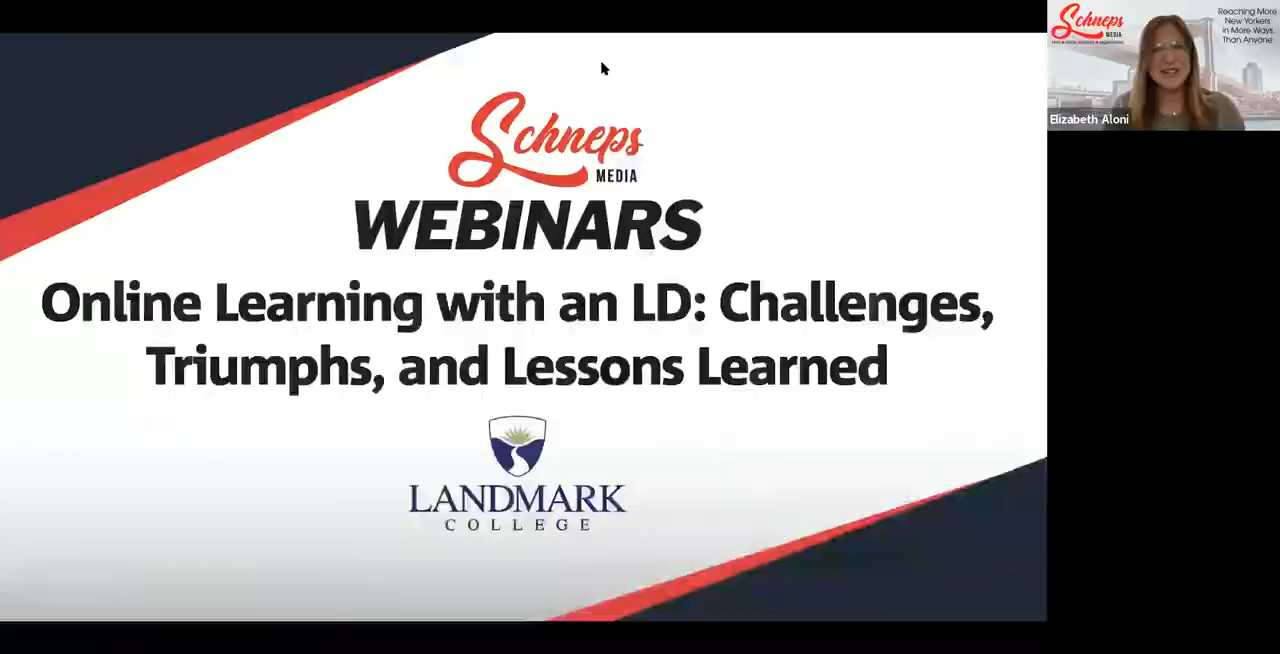 Schneps
MEDIA
WEBINARS
Online Learning with an LD: Challenges,
Triumphs, and Lessons Learned
LANDMARK
COLLEGE
Schneps
MEDIA
Reaching More
New Yorkers
in More Ways
Than Anyone
Elizabeth Aloni